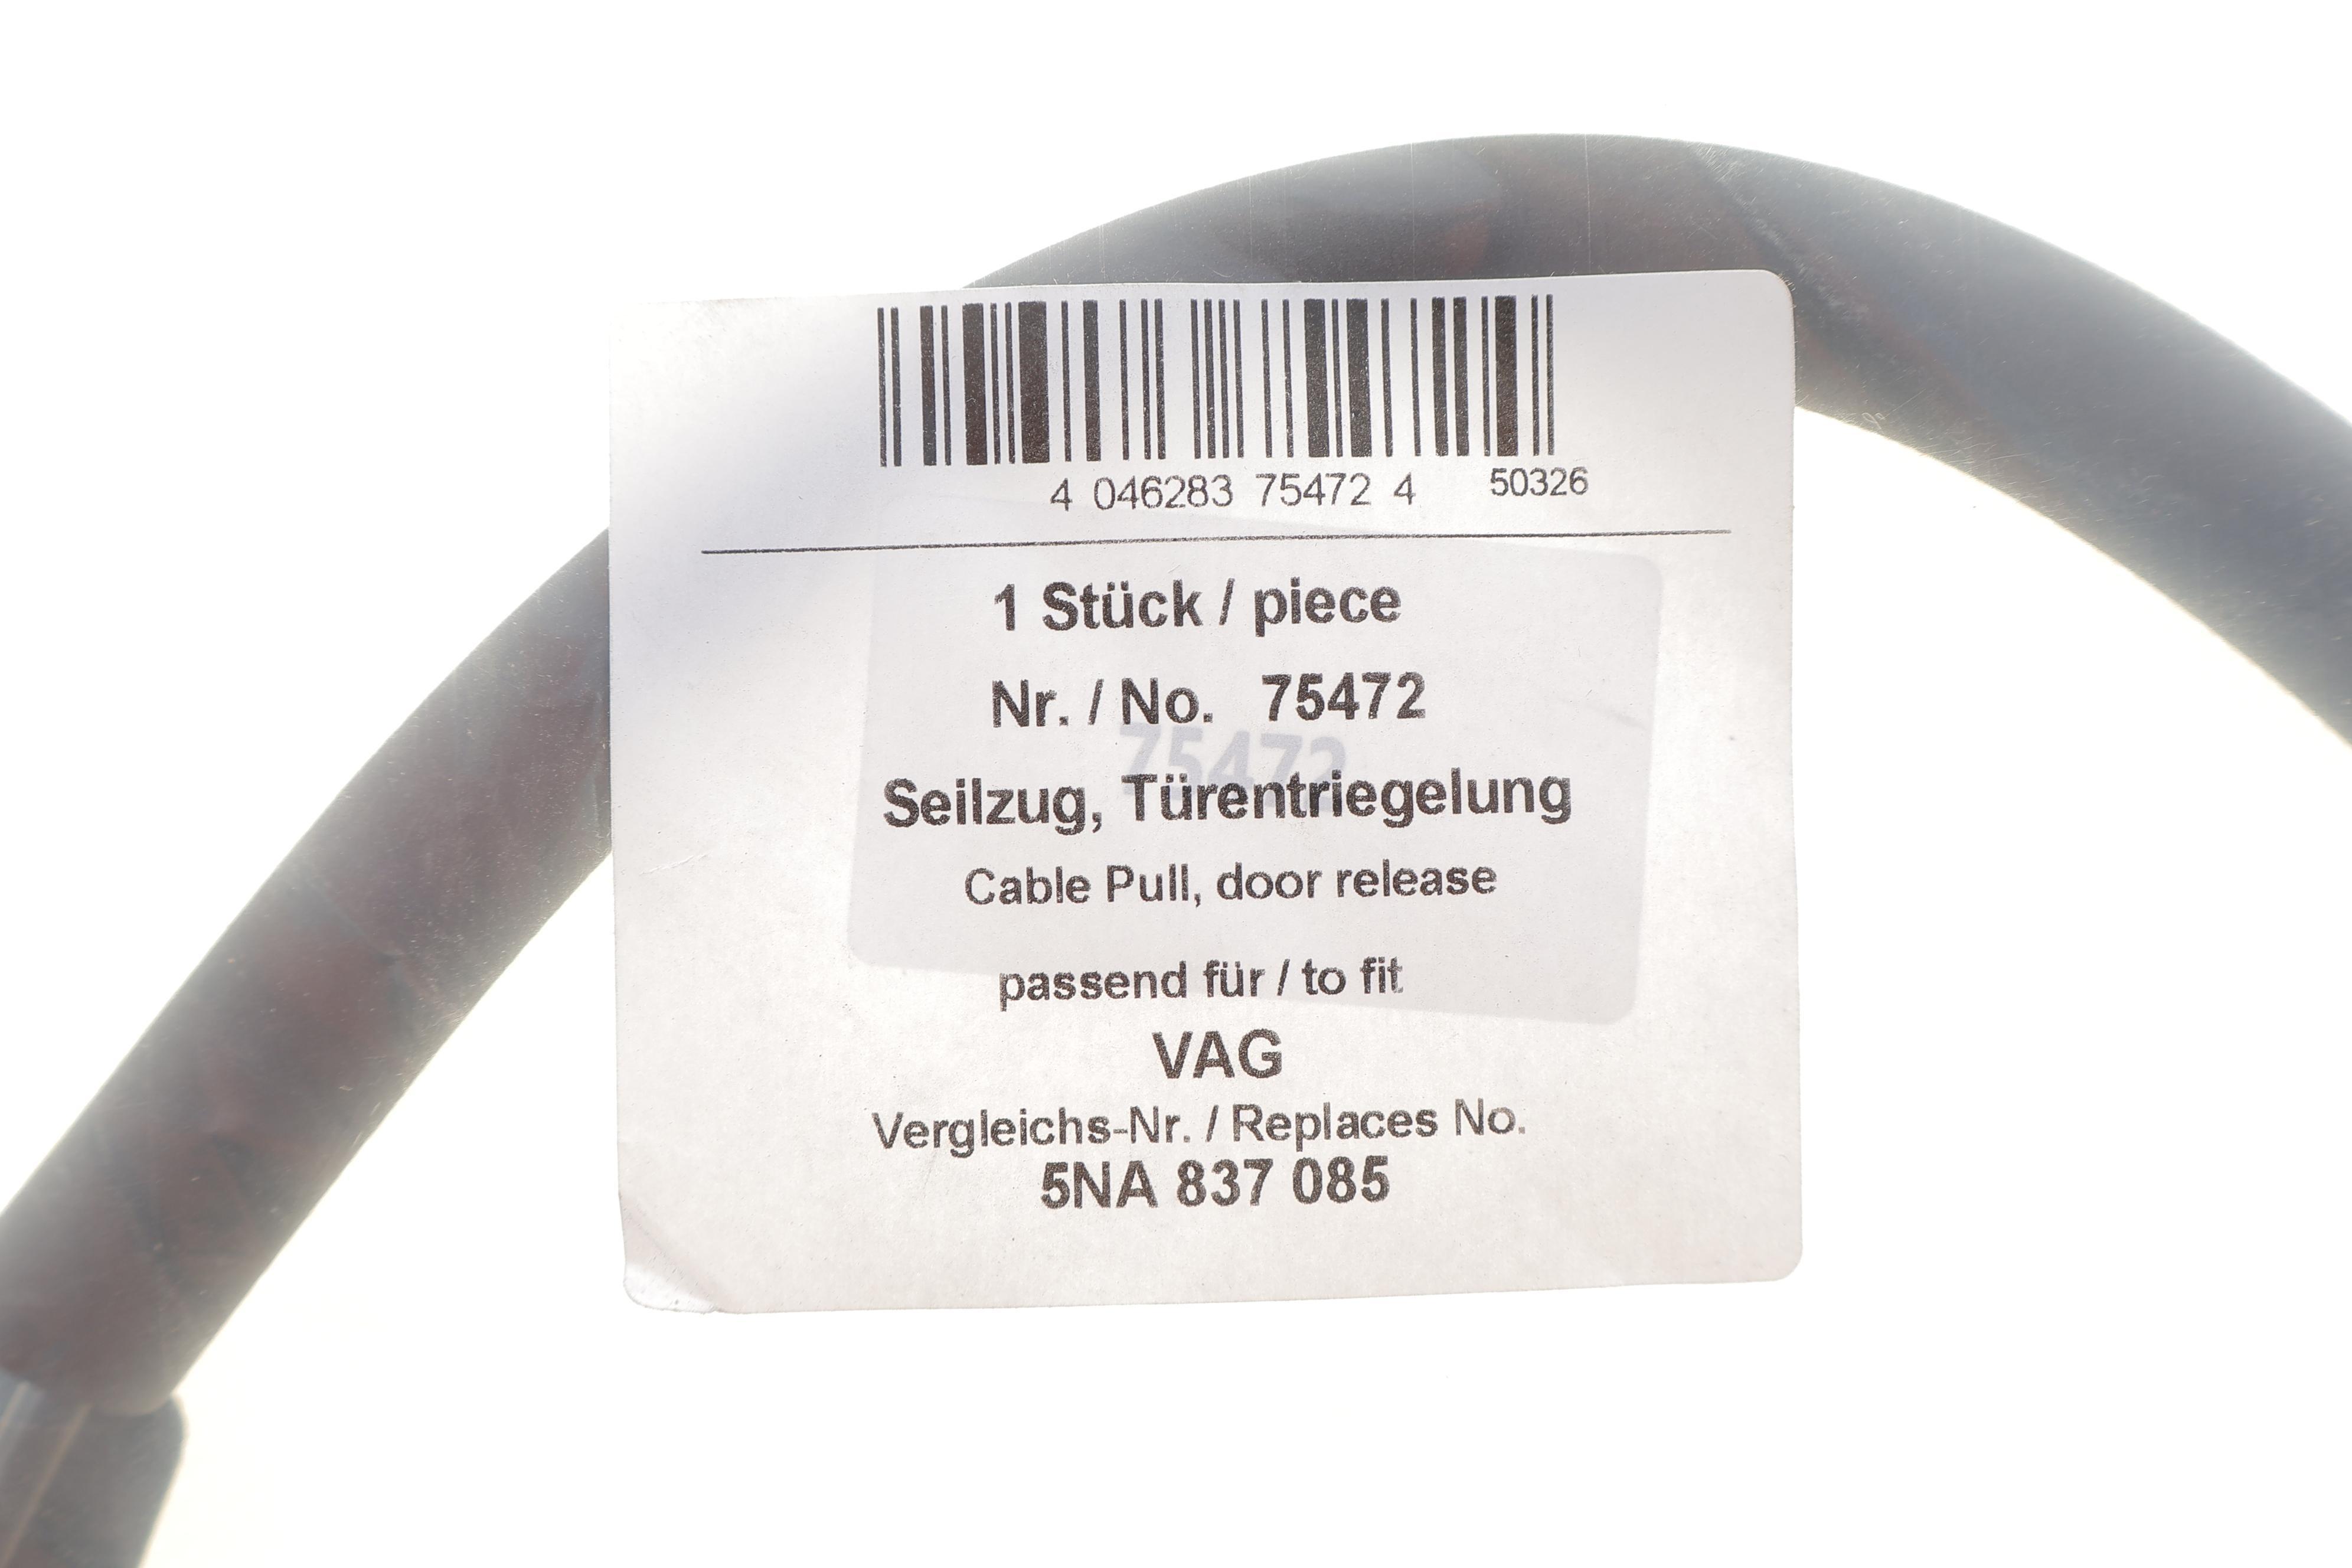 4 046283 75472 4 50326
1 Stück / piece
Nr. / No. 75472
75472
Seilzug, Türentriegelung
Cable Pull, door release
passend für / to fit
VAG
Vergleichs-Nr. / Replaces No.
5NA 837 085